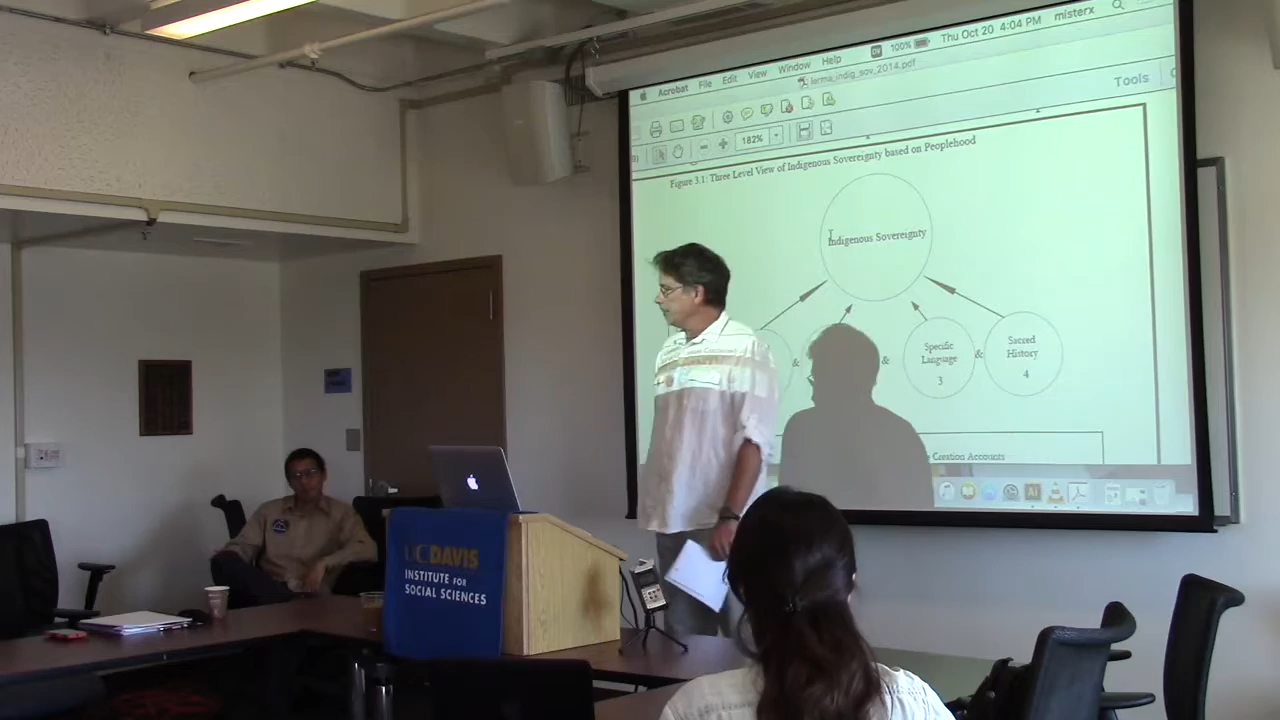 Acrobat File Edit View Window Help 100% Thu Oct 20 4:04 PM misterx
larma_indig_sov_2014.pdf
Tools
182%
Figure 3.1: Three Level View of Indigenous Sovereignty based on Peoplehood
Indigenous Sovereignty
&
&
Specific
Language
3
&
Sacred
History
4
Creation Accounts
UC DAVIS
INSTITUTE FOR
SOCIAL SCIENCES